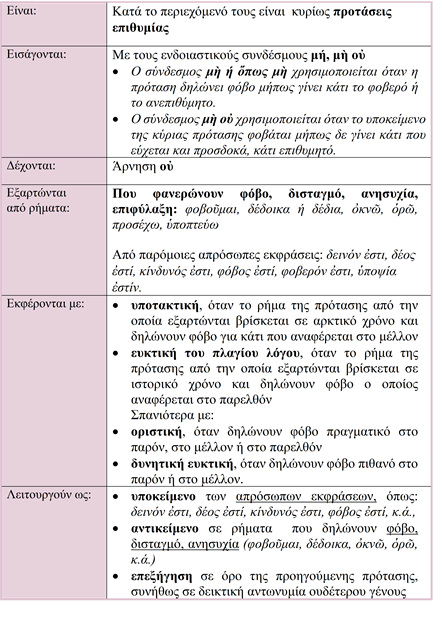 Είναι:
Κατά το περιεχόμενό τους είναι κυρίως προτάσεις
επιθυμίας
Εισάγονται:
Με τους ενδοιαστικούς συνδέσμους μή, μὴ οὐ
• Ο σύνδεσμος μὴ ή ὅπως μὴ χρησιμοποιείται όταν η
πρόταση δηλώνει φόβο μήπως γίνει κάτι το φοβερό ή
το ανεπιθύμητο.
• Ο σύνδεσμος μὴ οὐ χρησιμοποιείται όταν το υποκείμενο
της κύριας πρότασης φοβάται μήπως δε γίνει κάτι που
εύχεται και προσδοκά, κάτι επιθυμητό.
Δέχονται:
Άρνηση οὐ
Εξαρτώνται
από ρήματα:
Που φανερώνουν φόβο, δισταγμό, ανησυχία,
επιφύλαξη: φοβοῦμαι, δέδοικα ή δέδια, ὀκνῶ, ὁρῶ,
προσέχω, ὑποπτεύω
Από παρόμοιες απρόσωπες εκφράσεις: δεινόν ἐστι, δέος
ἐστί, κίνδυνός ἐστι, φόβος ἐστί, φοβερόν ἐστι, ὑποψία
ἐστίν.
Εκφέρονται με:
• υποτακτική, όταν το ρήμα της πρότασης από την
οποία εξαρτώνται βρίσκεται σε αρκτικό χρόνο και
δηλώνουν φόβο για κάτι που αναφέρεται στο μέλλον
• ευκτική του πλαγίου λόγου, όταν το ρήμα της
πρότασης από την οποία εξαρτώνται βρίσκεται σε
ιστορικό χρόνο και δηλώνουν φόβο ο οποίος
αναφέρεται στο παρελθόν
Σπανιότερα με:
• οριστική, όταν δηλώνουν φόβο πραγματικό στο
παρόν, στο μέλλον ή στο παρελθόν
• δυνητική ευκτική, όταν δηλώνουν φόβο πιθανό στο
παρόν ή στο μέλλον.
Λειτουργούν ως:
• υποκείμενο των απρόσωπων εκφράσεων, όπως:
δεινόν ἐστι, δέος ἐστί, κίνδυνός ἐστι, φόβος ἐστί, κ.ά.,
• αντικείμενο σε ρήματα που δηλώνουν φόβο,
δισταγμό, ανησυχία (φοβοῦμαι, δέδοικα, ὀκνῶ, ὁρῶ,
κ.ά.)
• επεξήγηση σε όρο της προηγούμενης πρότασης,
συνήθως σε δεικτική αντωνυμία ουδέτερου γένους